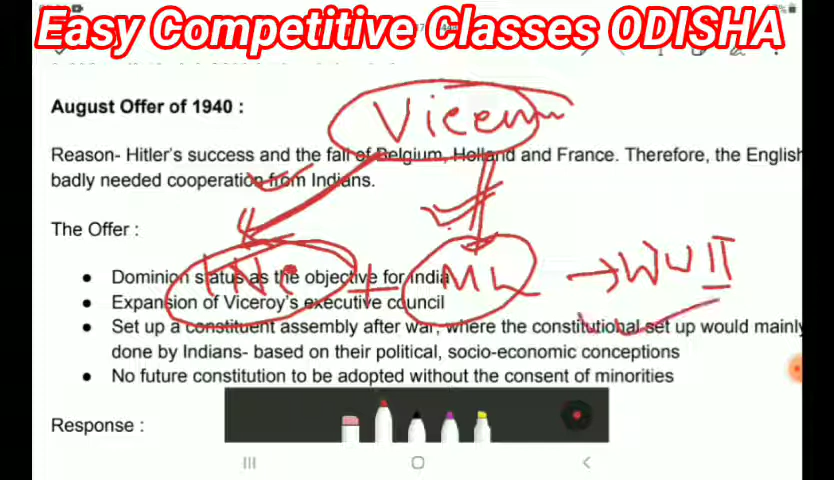 Easy Competitive Classes ODISHA
August Offer of 1940 :
Viceroy
Reason- Hitler's success and the fall of Belgium, Holland and France. Therefore, the English
badly needed cooperation from Indians.
The Offer :
INC + ML → WW II
● Dominion status as the objective for India
● Expansion of Viceroy's executive council
● Set up a constituent assembly after war, where the constitutional set up would mainly
done by Indians- based on their political, socio-economic conceptions
● No future constitution to be adopted without the consent of minorities
Response :